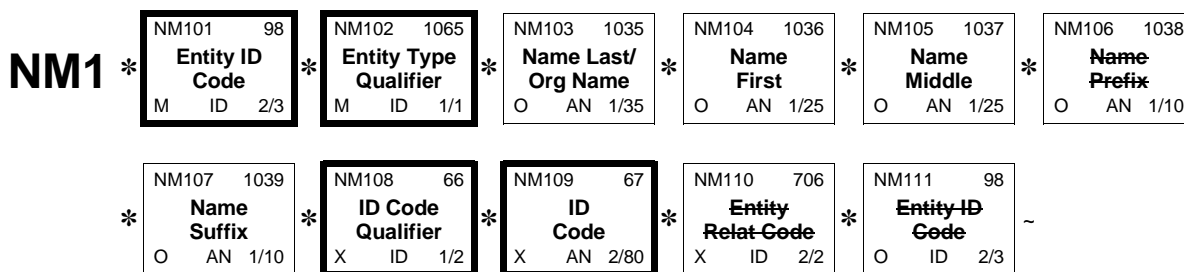 NM101 98 NM102 1065 NM103 1035 NM104 1036 NM105 1037 NM106 1038
NM1 * Entity ID * Entity Type * Name Last/ * Name * Name * Name
Code Qualifier Org Name First Middle Prefix
M ID 2/3 M ID 1/1 O AN 1/35 O AN 1/25 O AN 1/25 O AN 1/10
NM107 1039 NM108 66 NM109 67 NM110 706 NM111 98
* Name * ID Code * ID * Entity * Entity ID ~
Suffix Qualifier Code Relat Code Code
O AN 1/10 X ID 1/2 X AN 2/80 X ID 2/2 O ID 2/3